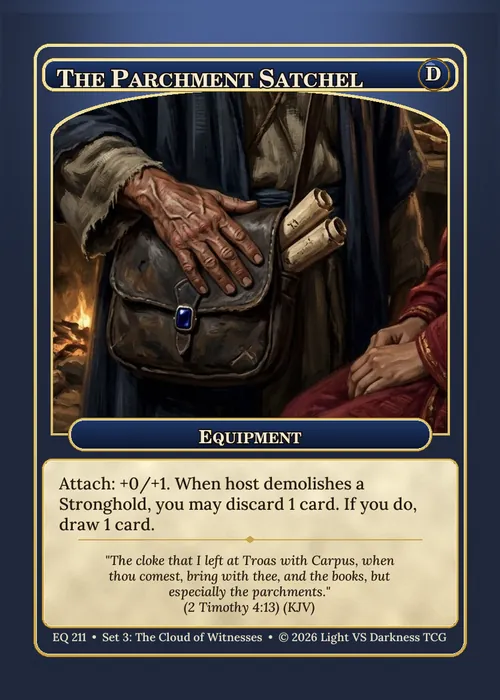 The Parchment Satchel
D
Equipment
Attach: +0/+1. When host demolishes a
Stronghold, you may discard 1 card. If you do,
draw 1 card.
"The cloke that I left at Troas with Carpus, when
thou comest, bring with thee, and the books, but
especially the parchments."
(2 Timothy 4:13) (KJV)
EQ 211 • Set 3: The Cloud of Witnesses • © 2026 Light VS Darkness TCG